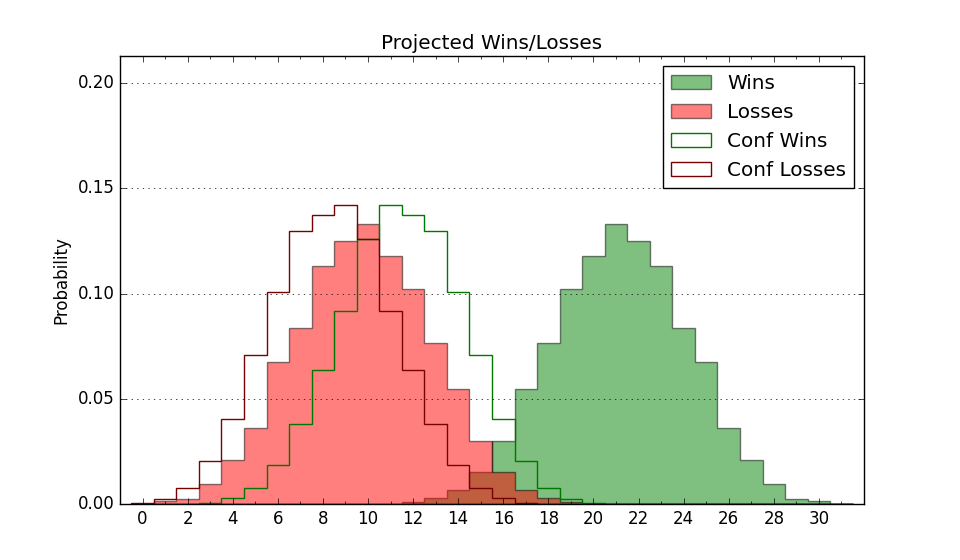 Projected Wins/Losses
0.20
0.15
0.10
0.05
0.00
Probability
Wins
Losses
Conf Wins
Conf Losses
0 2 4 6 8 10 12 14 16 18 20 22 24 26 28 30